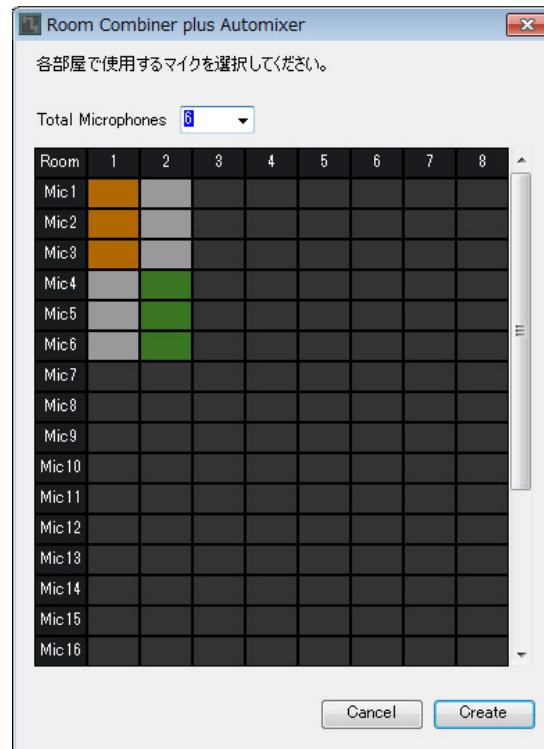 Room Combiner plus Automixer
各部屋で使用するマイクを選択してください。
Total Microphones 6
Room 1 2 3 4 5 6 7 8
Mic1
Mic2
Mic3
Mic4
Mic5
Mic6
Mic7
Mic8
Mic9
Mic10
Mic11
Mic12
Mic13
Mic14
Mic15
Mic16
Cancel Create